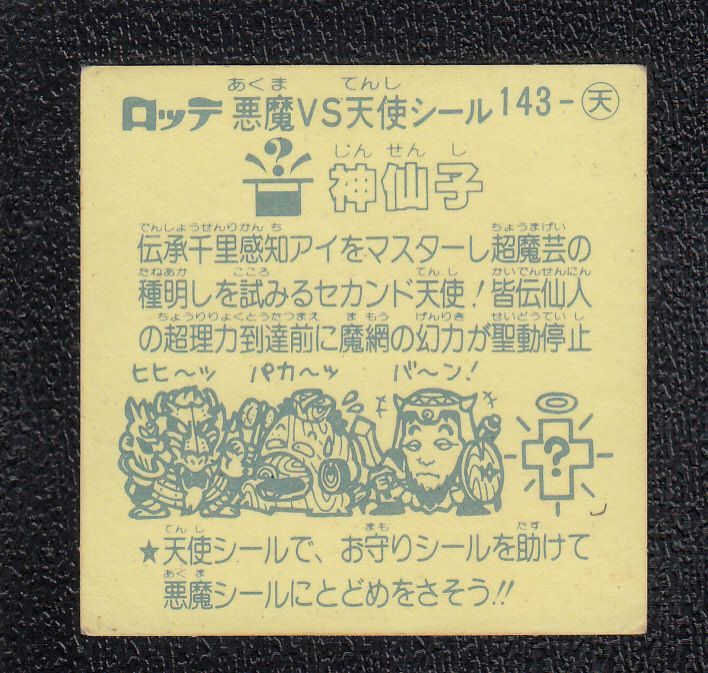 あくま てんし
ロッテ 悪魔VS天使シール 143-天
じんせんし
? 神仙子
でんしょうせんりかんち ちょうまげい
伝承千里感知アイをマスターし超魔芸の
たねあか こころ てんし かいでんせんにん
種明しを試みるセカンド天使!皆伝仙人
ちょうりりょくとうたつまえ まもう げんりき せいどうていし
の超理力到達前に魔網の幻力が聖動停止
ヒヒ〜ッ パカ〜ッ バ〜ン!
?
てんし まも たす
★天使シールで、お守りシールを助けて
あくま
悪魔シールにとどめをさそう!!